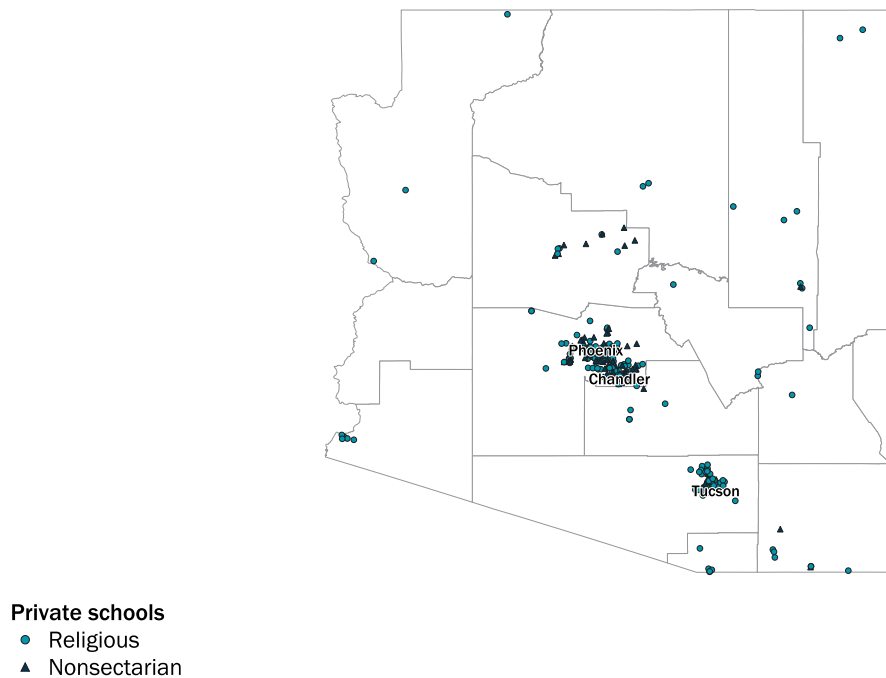 Phoenix
Chandler
Tucson
Private schools
Religious
Nonsectarian